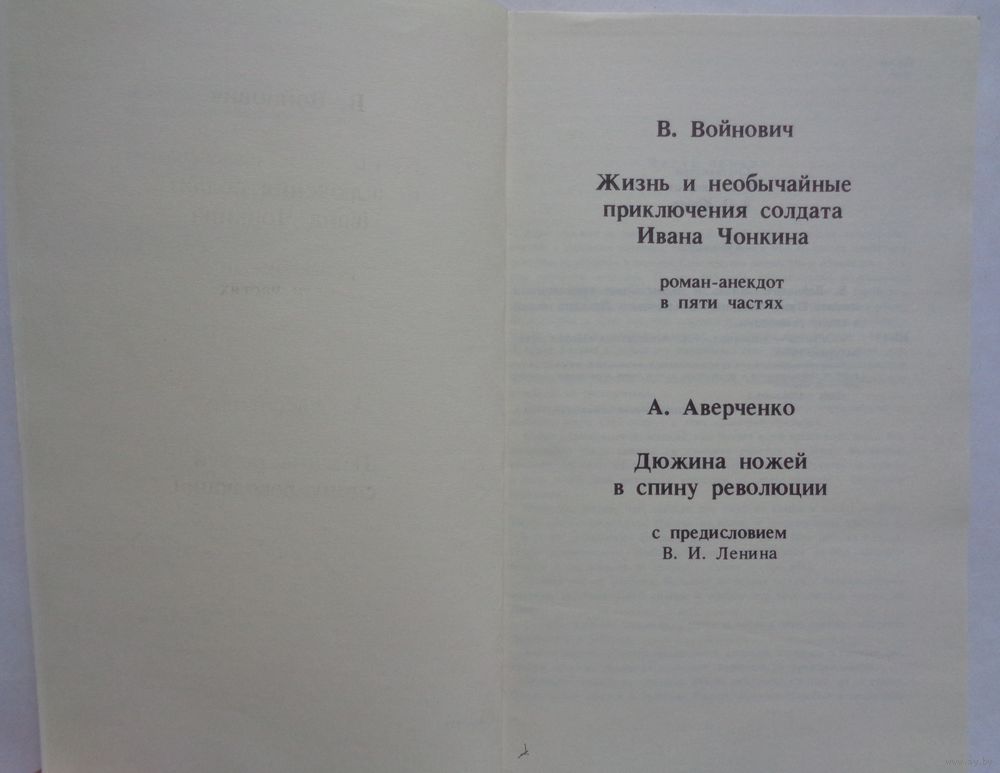 В. Войнович
Жизнь и необычайные
приключения солдата
Ивана Чонкина
роман-анекдот
в пяти частях
А. Аверченко
Дюжина ножей
в спину революции
с предисловием
В. И. Ленина